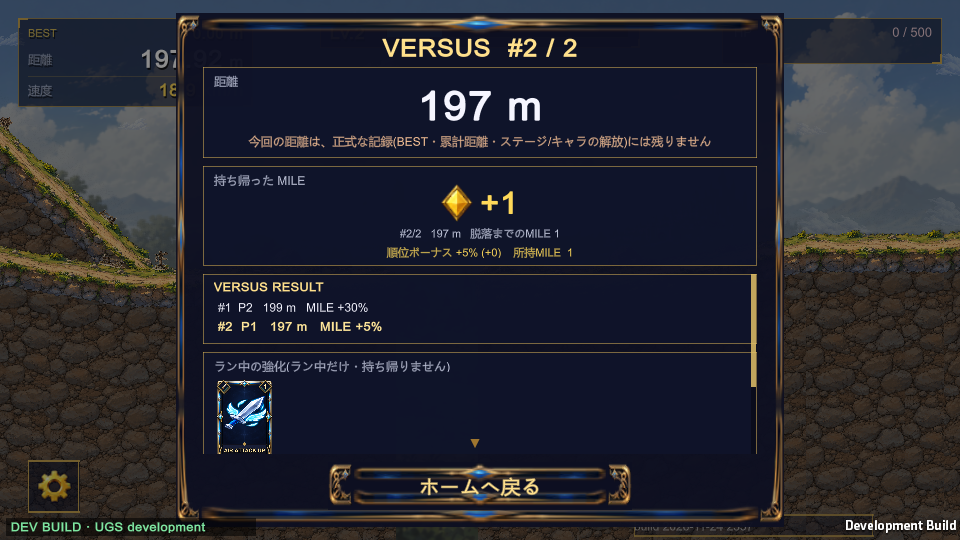 BEST
0 / 500
VERSUS #2 / 2
距離
197
速度
18
距離
197 m
今回の距離は、正式な記録(BEST・累計距離・ステージ/キャラの解放)には残りません
持ち帰った MILE
+1
#2/2 197 m 脱落までのMILE 1
順位ボーナス +5% (+0) 所持MILE 1
VERSUS RESULT
#1 P2 199 m MILE +30%
#2 P1 197 m MILE +5%
ラン中の強化(ラン中だけ・持ち帰りません)
1
▼
ホームへ戻る
DEV BUILD · UGS development
Development Build